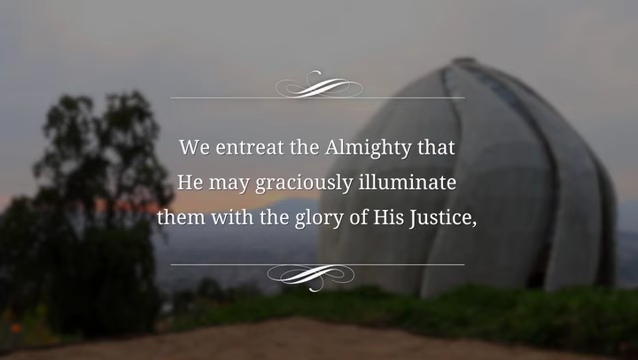 We entreat the Almighty that
He may graciously illuminate
them with the glory of His Justice,